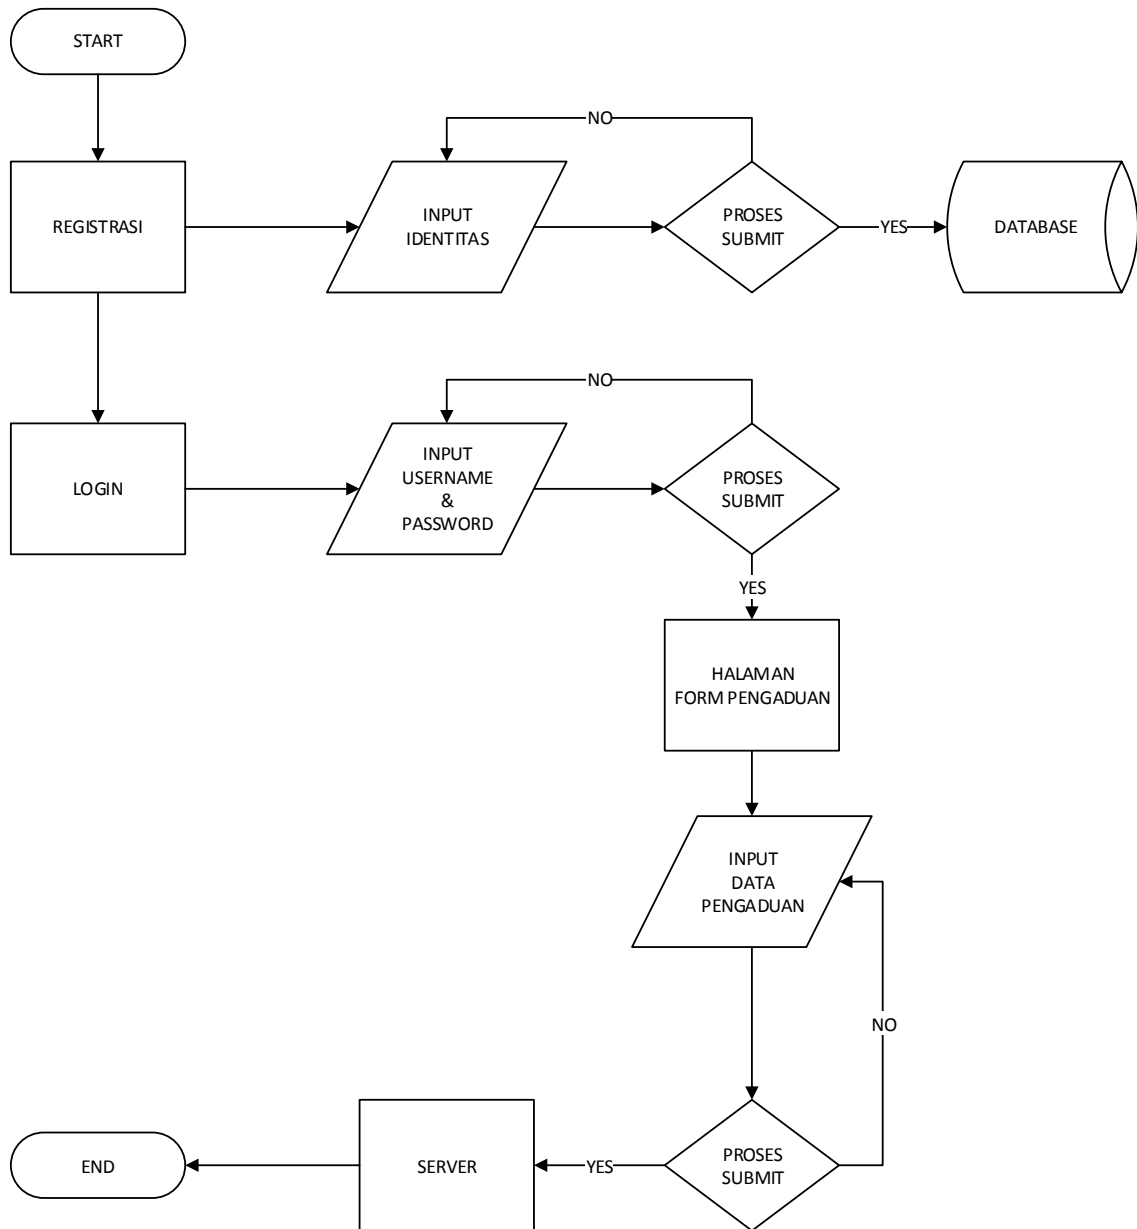 START
NO
REGISTRASI
INPUT
IDENTITAS
PROSES
SUBMIT
YES
DATABASE
NO
LOGIN
INPUT
USERNAME
&
PASSWORD
PROSES
SUBMIT
YES
HALAMAN
FORM PENGADUAN
INPUT
DATA
PENGADUAN
NO
END
SERVER
YES
PROSES
SUBMIT